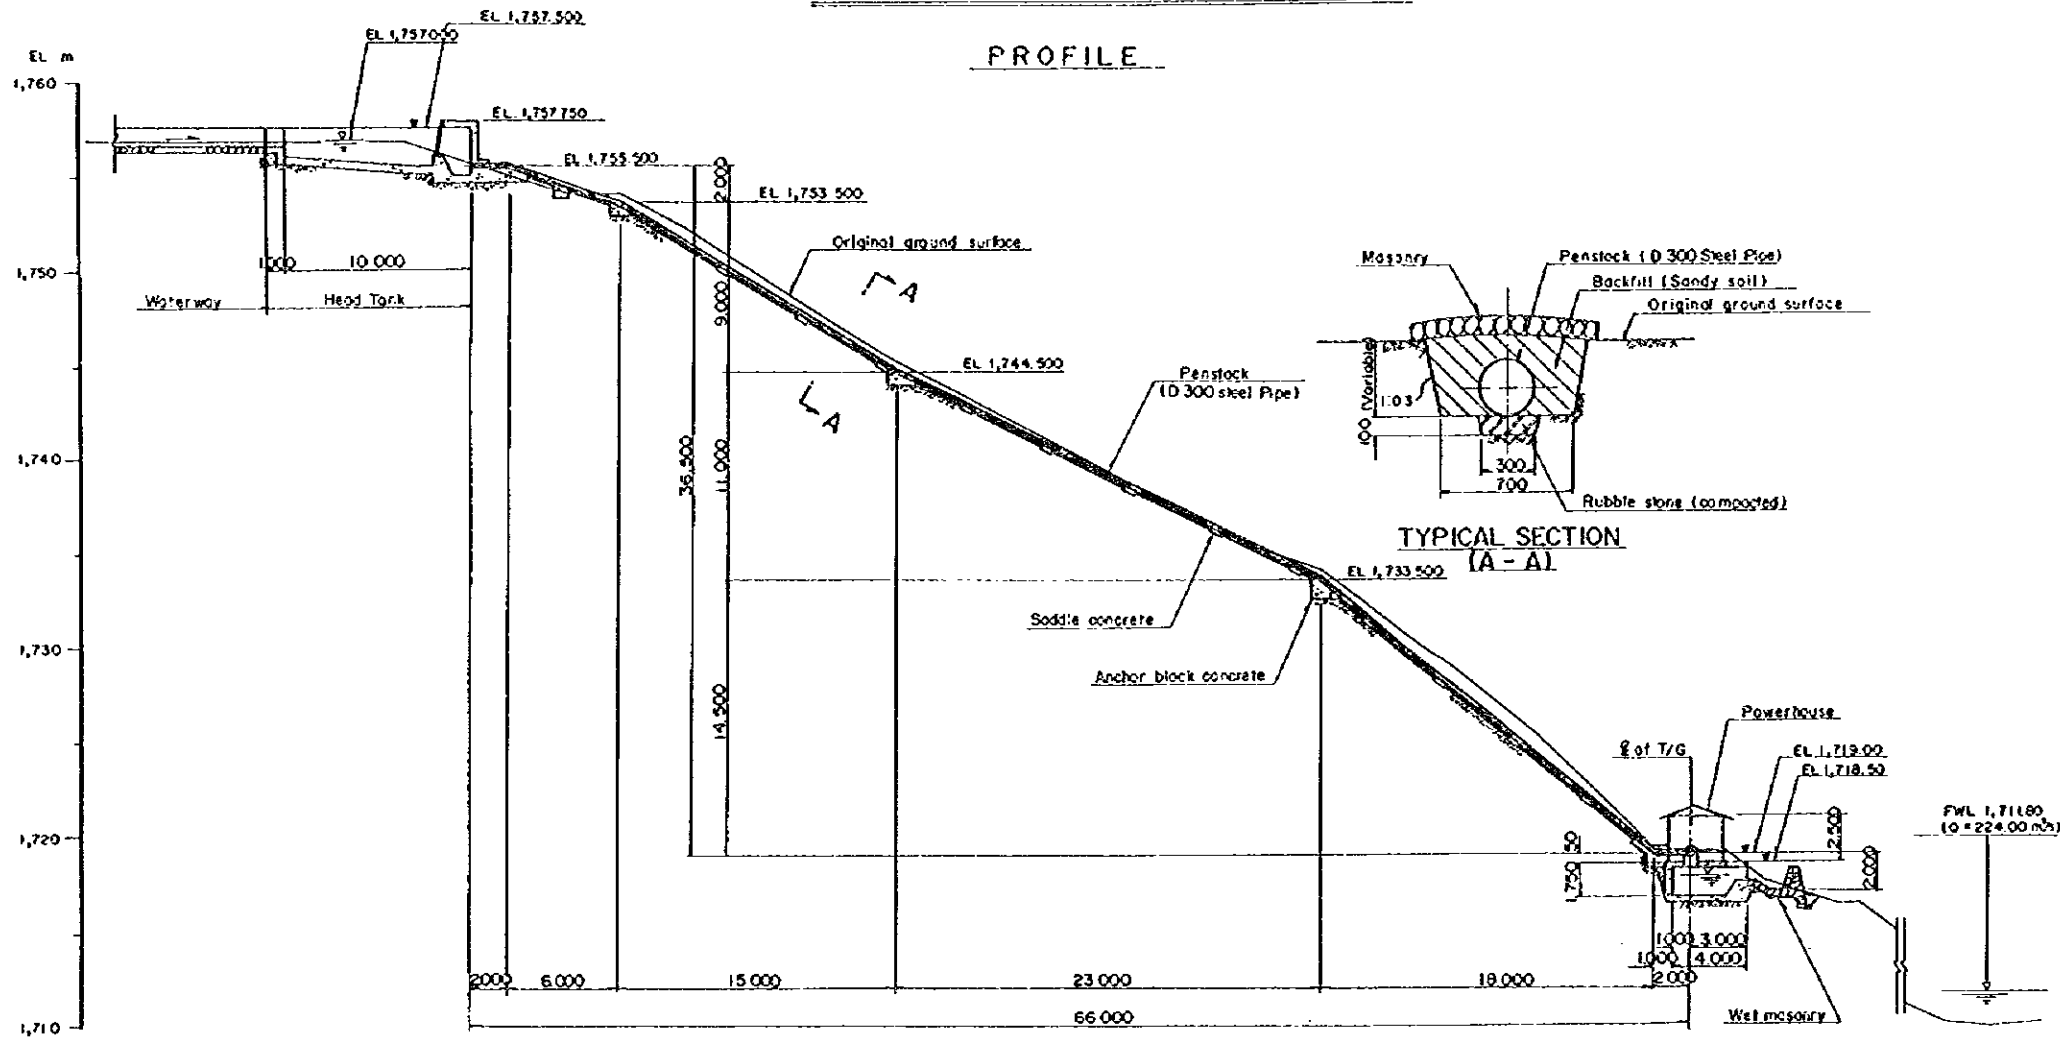 PROFILE
EL 1,757.500
EL 1,757.000
EL m
1,760
EL. 1,757.750
EL 1,755.500
EL 1,753.500
2.000
Original ground surface
A
A
1,750
1.000
10.000
Waterway
Head Tank
9.000
EL 1,744.500
Penstock
(D 300 steel Pipe)
1,740
36.500
11.000
Masonry
Penstock (D 300 Steel Pipe)
Backfill (Sandy soil)
Original ground surface
(Variable)
1:0.3
100
300
700
Rubble stone (compacted)
TYPICAL SECTION
(A - A)
EL 1,733.500
Saddle concrete
Anchor block concrete
1,730
14.500
Powerhouse
℄ of T/G
EL 1,719.00
EL 1,718.50
FWL 1,711.80
(Q = 224.00 m³/s)
1,720
50
1.750
2.500
2.000
1.000 3.000
1.000 4.000
2.000 6.000 15.000 23.000 18.000 2.000
66.000
Wet masonry
1,710